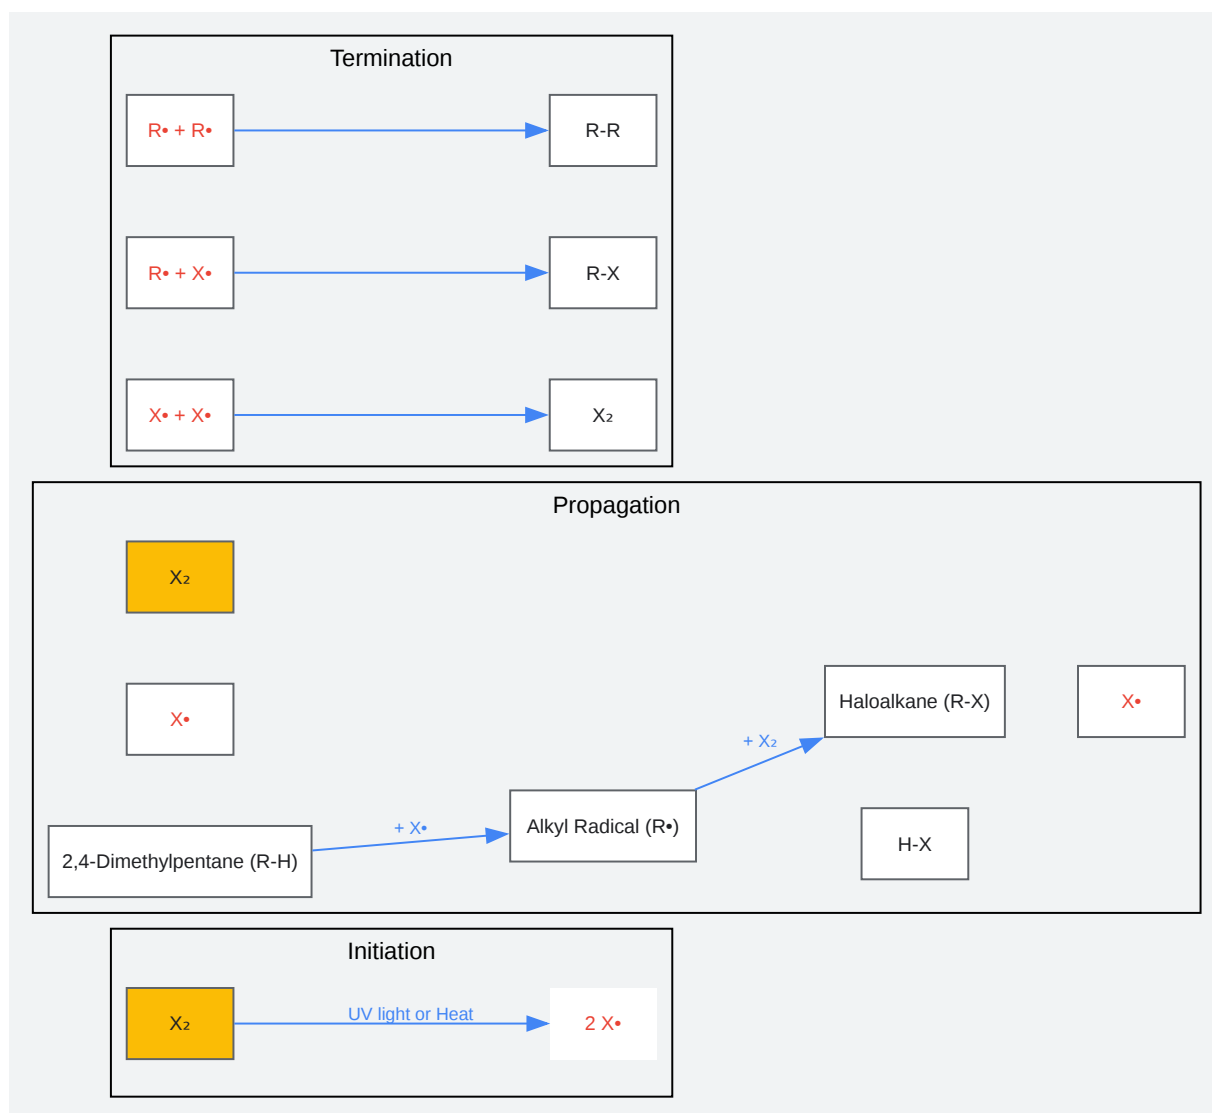 Termination
R• + R•
R-R
R• + X•
R-X
X• + X•
X₂
Propagation
X₂
X•
Haloalkane (R-X)
X•
+ X₂
+ X•
Alkyl Radical (R•)
H-X
2,4-Dimethylpentane (R-H)
Initiation
X₂
UV light or Heat
2 X•